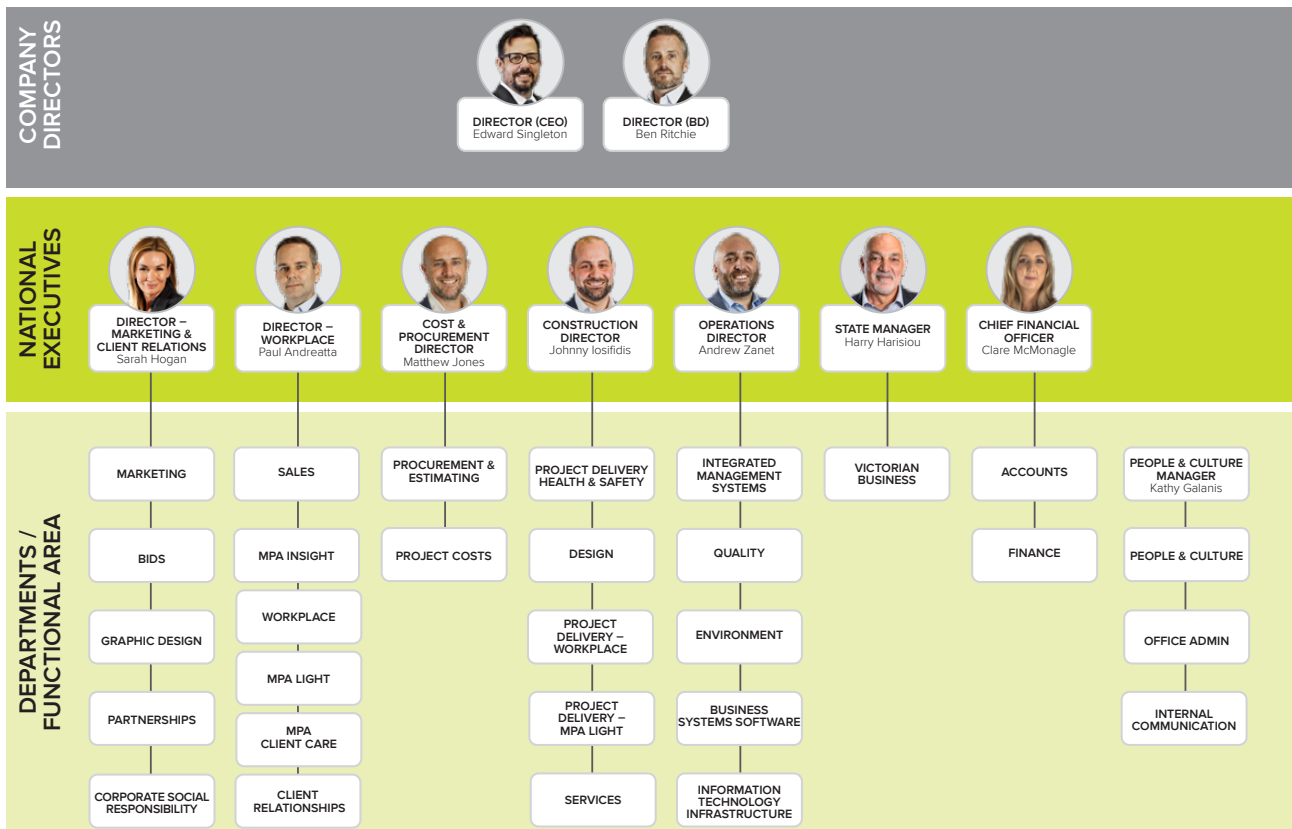 COMPANY
DIRECTORS
DIRECTOR (CEO)
Edward Singleton
DIRECTOR (BD)
Ben Ritchie
NATIONAL
EXECUTIVES
DIRECTOR –
MARKETING &
CLIENT RELATIONS
Sarah Hogan
DIRECTOR –
WORKPLACE
Paul Andreatta
COST &
PROCUREMENT
DIRECTOR
Matthew Jones
CONSTRUCTION
DIRECTOR
Johnny Iosifidis
OPERATIONS
DIRECTOR
Andrew Zanet
STATE MANAGER
Harry Harisiou
CHIEF FINANCIAL
OFFICER
Clare McMonagle
DEPARTMENTS /
FUNCTIONAL AREA
MARKETING
BIDS
GRAPHIC DESIGN
PARTNERSHIPS
CORPORATE SOCIAL
RESPONSIBILITY
SALES
MPA INSIGHT
WORKPLACE
MPA LIGHT
MPA
CLIENT CARE
CLIENT
RELATIONSHIPS
PROCUREMENT &
ESTIMATING
PROJECT COSTS
PROJECT DELIVERY
HEALTH & SAFETY
DESIGN
PROJECT
DELIVERY –
WORKPLACE
PROJECT
DELIVERY –
MPA LIGHT
SERVICES
INTEGRATED
MANAGEMENT
SYSTEMS
QUALITY
ENVIRONMENT
BUSINESS
SYSTEMS SOFTWARE
INFORMATION
TECHNOLOGY
INFRASTRUCTURE
VICTORIAN
BUSINESS
ACCOUNTS
FINANCE
PEOPLE & CULTURE
MANAGER
Kathy Galanis
PEOPLE & CULTURE
OFFICE ADMIN
INTERNAL
COMMUNICATION